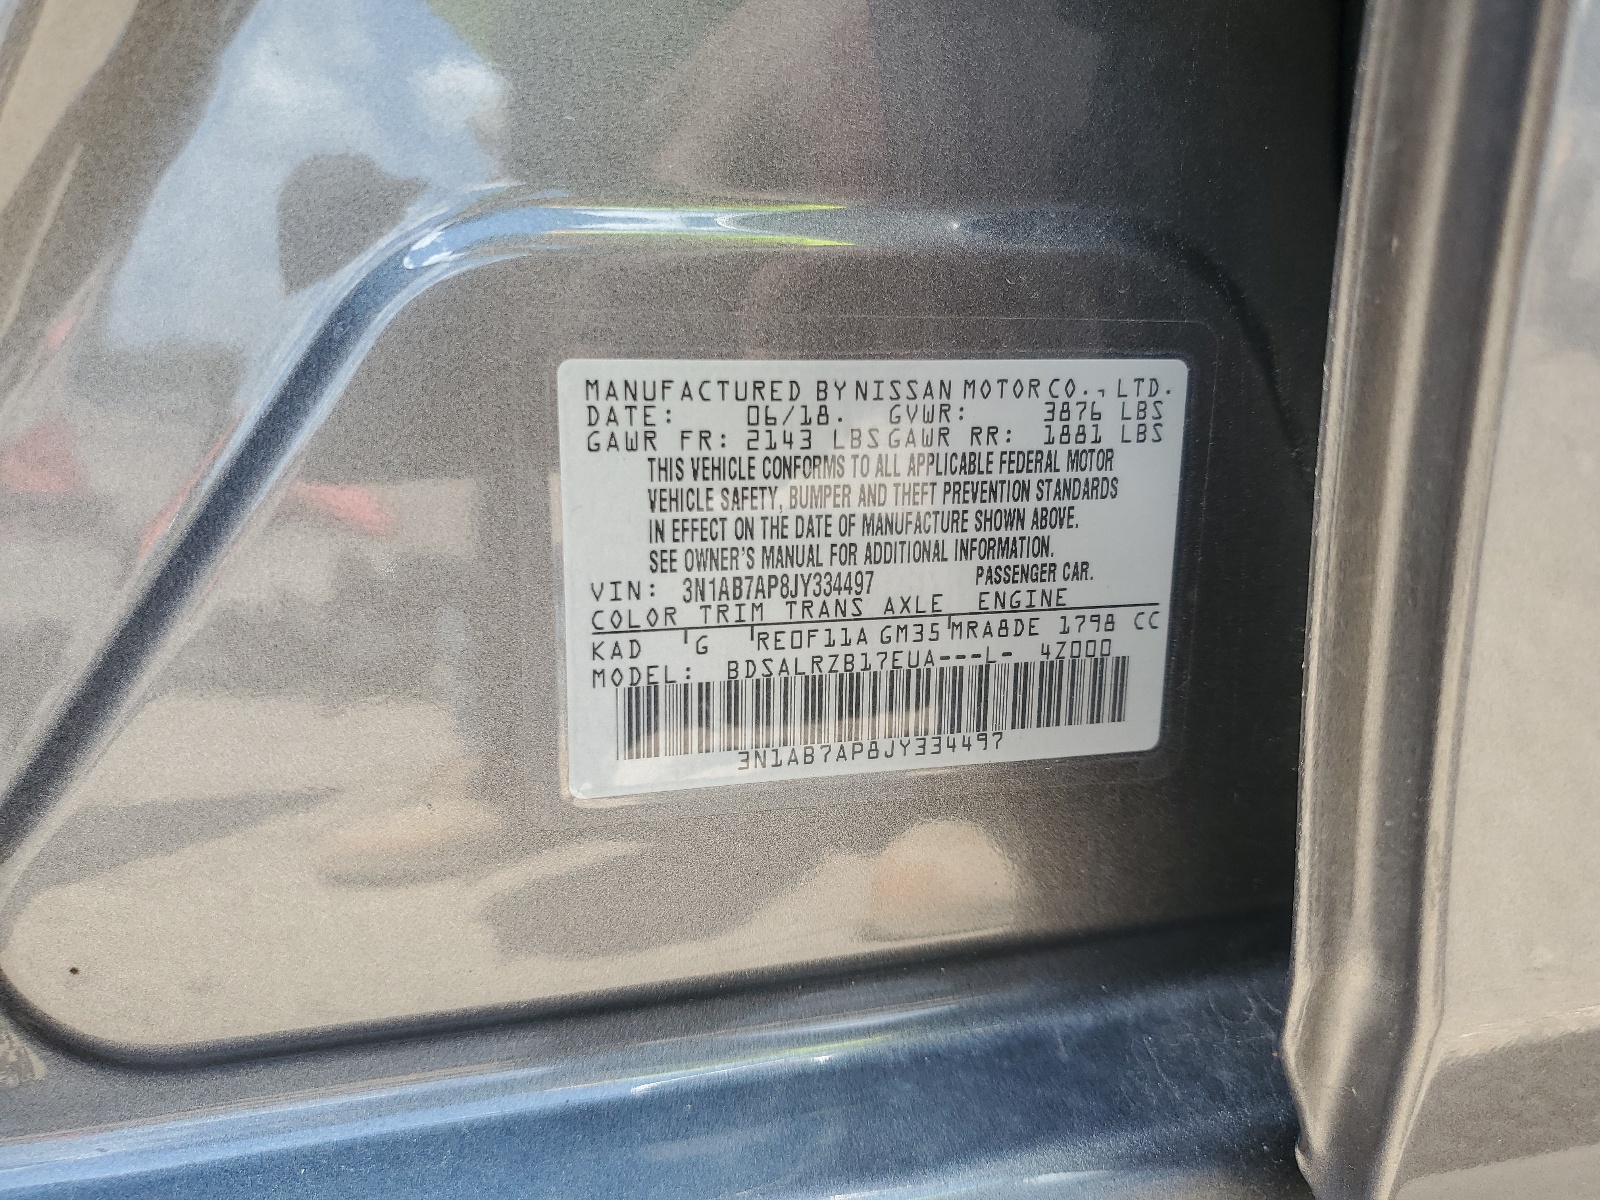 MANUFACTURED BY NISSAN MOTOR CO., LTD.
DATE: 06/18. GVWR: 3876 LBS
GAWR FR: 2143 LBS GAWR RR: 1881 LBS
THIS VEHICLE CONFORMS TO ALL APPLICABLE FEDERAL MOTOR
VEHICLE SAFETY, BUMPER AND THEFT PREVENTION STANDARDS
IN EFFECT ON THE DATE OF MANUFACTURE SHOWN ABOVE.
SEE OWNER'S MANUAL FOR ADDITIONAL INFORMATION.
VIN: 3N1AB7AP8JY334497 PASSENGER CAR.
COLOR TRIM TRANS AXLE ENGINE
KAD G RE0F11A GM35 MRA8DE 1798 CC
MODEL: BDSALRZB17EUA---L- 4Z000
3N1AB7AP8JY334497